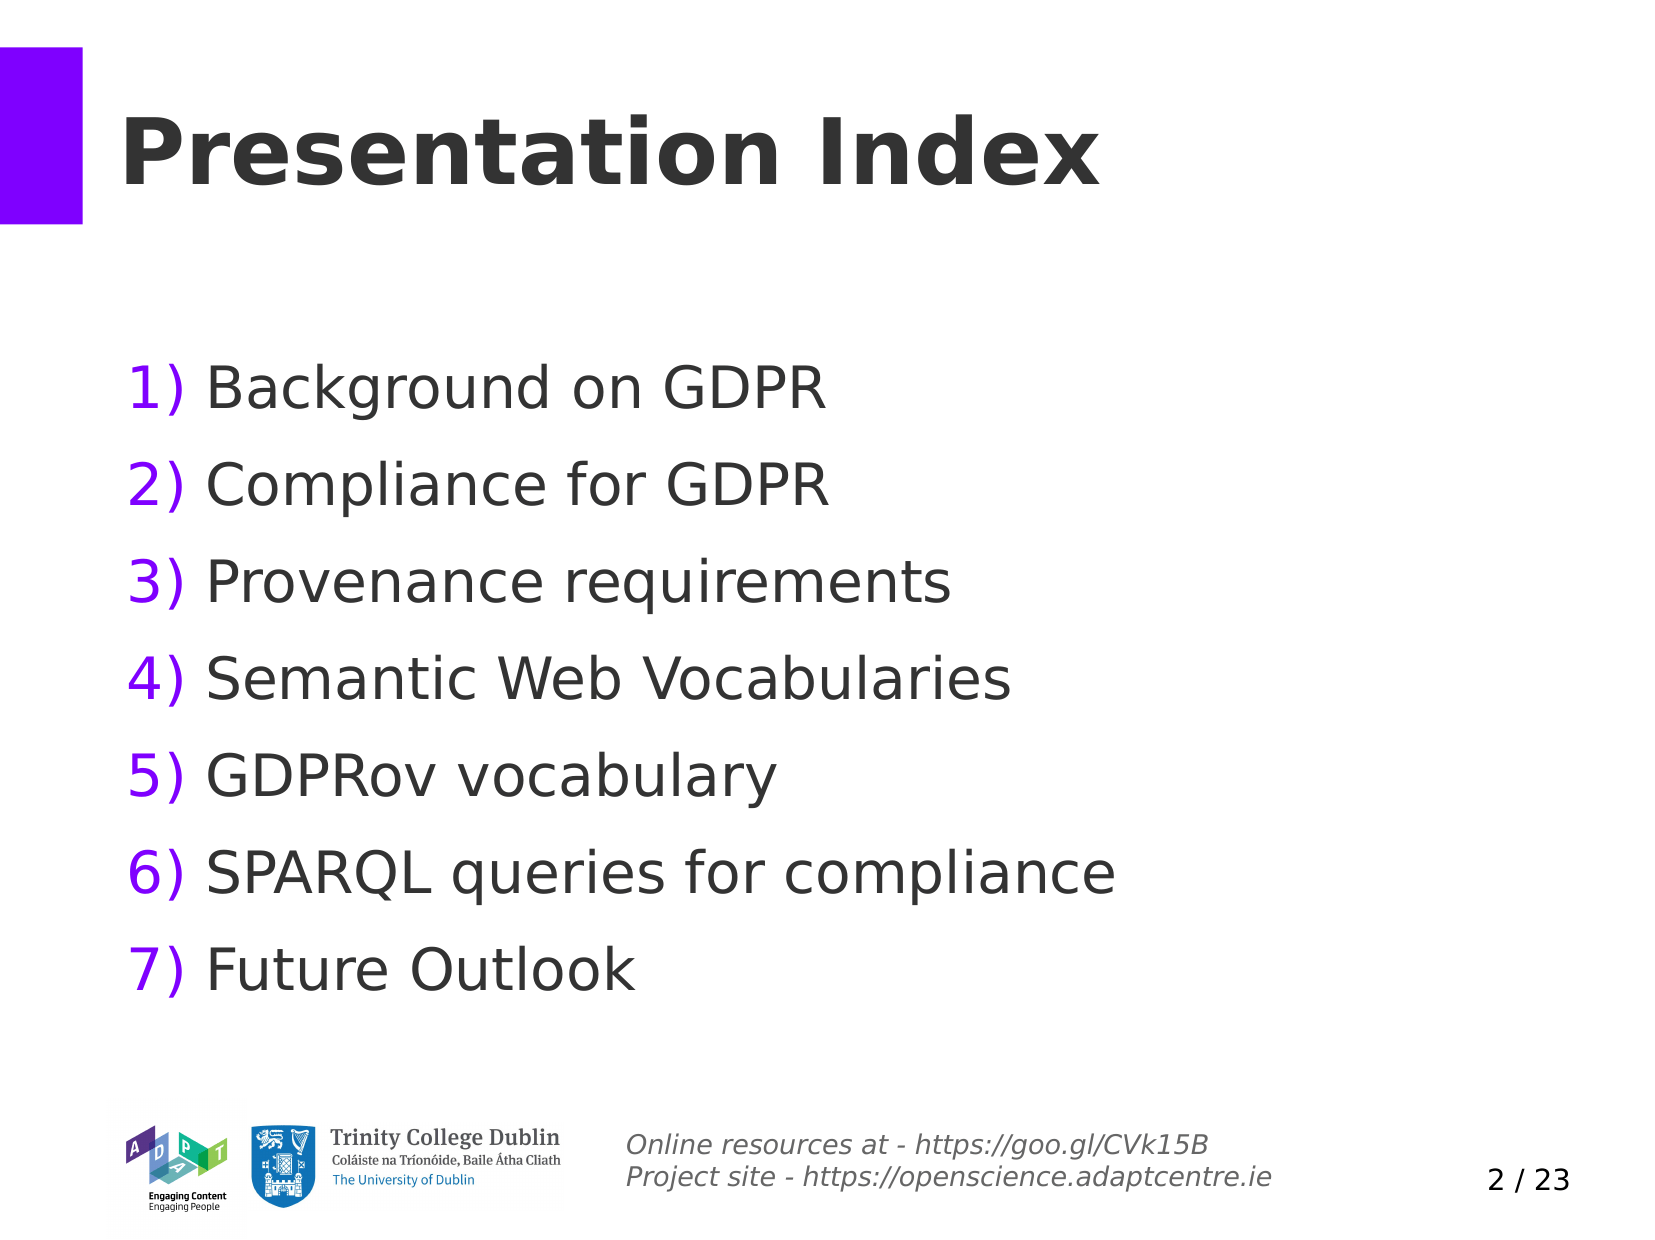 Presentation Index
1) Background on GDPR
2) Compliance for GDPR
3) Provenance requirements
4) Semantic Web Vocabularies
5) GDPRov vocabulary
6) SPARQL queries for compliance
7) Future Outlook
ADAPT
Engaging Content
Engaging People
Trinity College Dublin
Coláiste na Tríonóide, Baile Átha Cliath
The University of Dublin
Online resources at - https://goo.gl/CVk15B
Project site - https://openscience.adaptcentre.ie
2 / 23